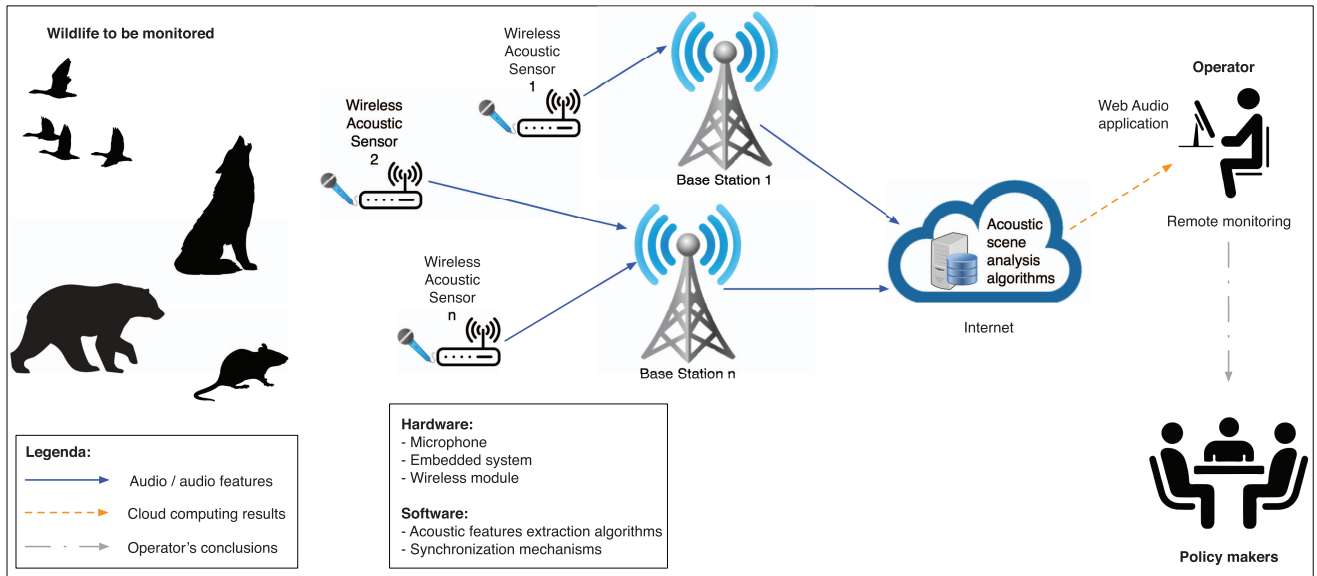 Wildlife to be monitored
Wireless
Acoustic
Sensor
1
Wireless
Acoustic
Sensor
2
Wireless
Acoustic
Sensor
n
Base Station 1
Base Station n
Acoustic
scene
analysis
algorithms
Internet
Operator
Web Audio
application
Remote monitoring
Policy makers
Hardware:
- Microphone
- Embedded system
- Wireless module
Software:
- Acoustic features extraction algorithms
- Synchronization mechanisms
Legenda:
Audio / audio features
Cloud computing results
Operator's conclusions